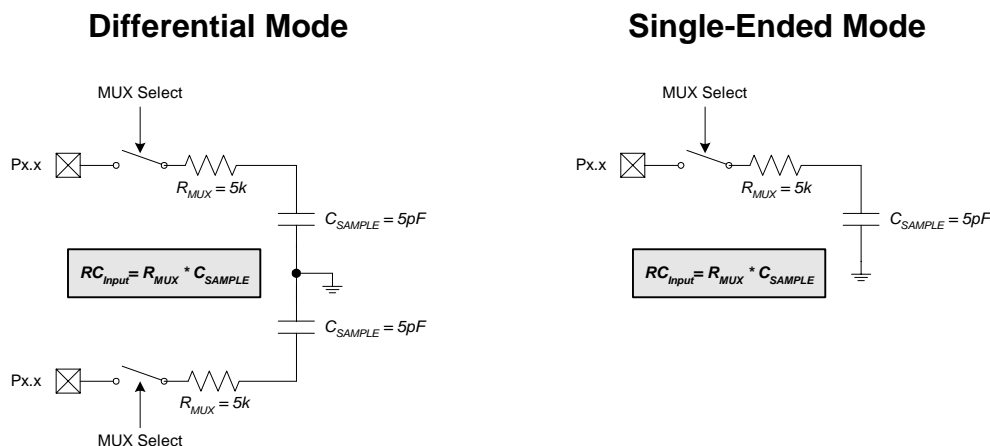 Differential Mode
MUX Select
Px.x
R_MUX = 5k
C_SAMPLE = 5pF
RC_Input= R_MUX * C_SAMPLE
C_SAMPLE = 5pF
Px.x
R_MUX = 5k
MUX Select
Single-Ended Mode
MUX Select
Px.x
R_MUX = 5k
C_SAMPLE = 5pF
RC_Input= R_MUX * C_SAMPLE